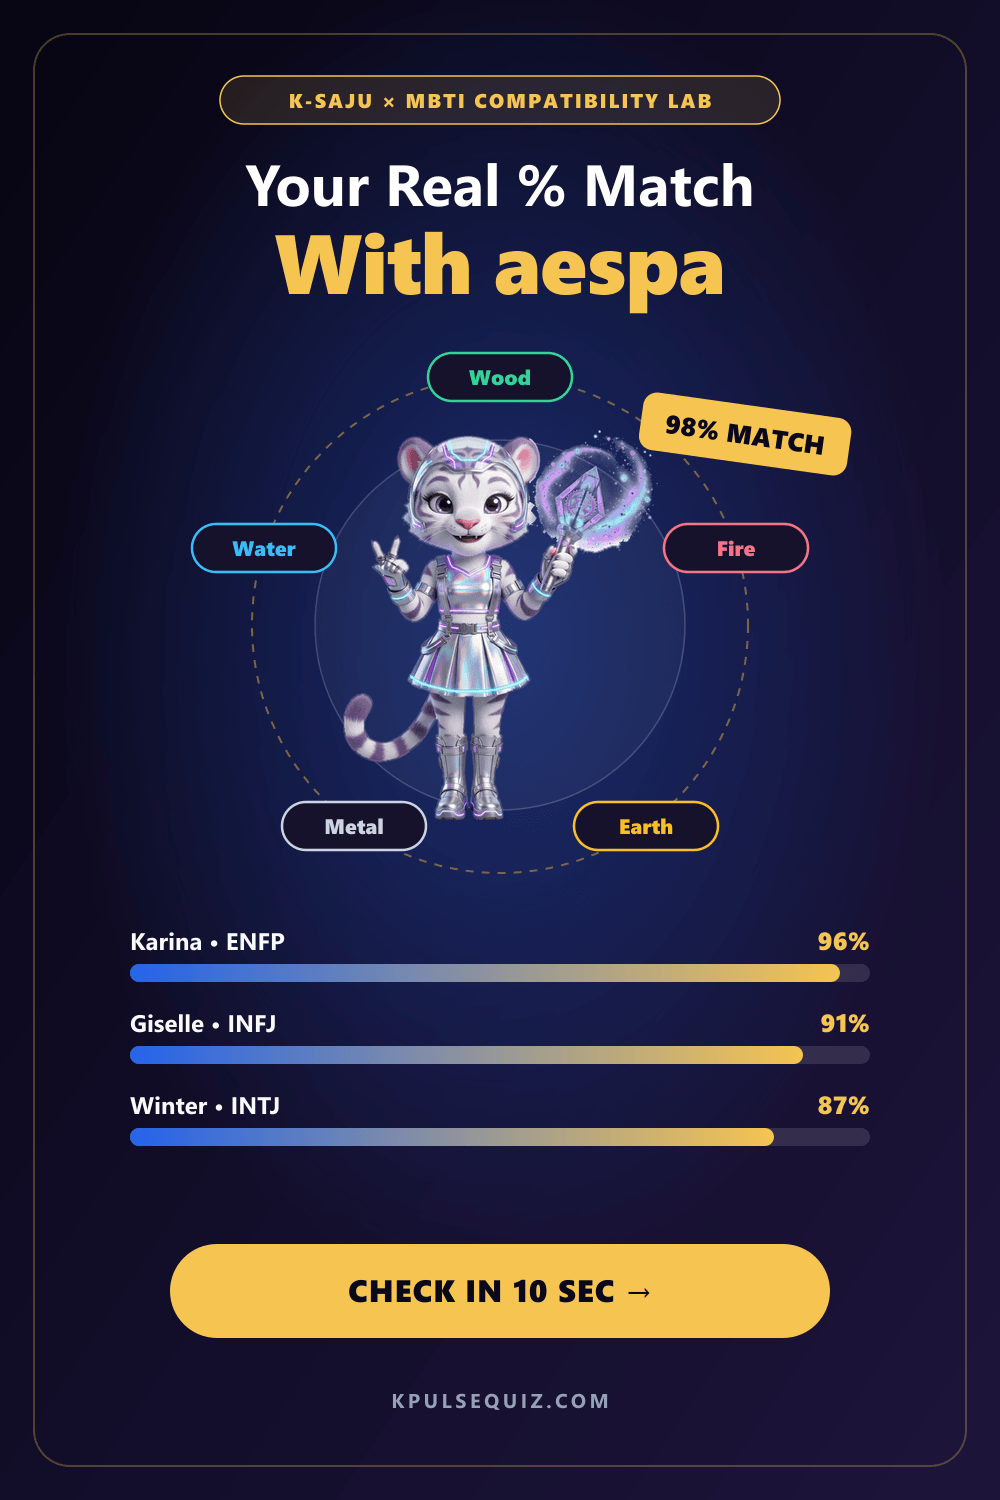 K-SAJU × MBTI COMPATIBILITY LAB
Your Real % Match
With aespa
Wood
98% MATCH
Water
Fire
Metal
Earth
Karina • ENFP 96%
Giselle • INFJ 91%
Winter • INTJ 87%
CHECK IN 10 SEC →
KPULSEQUIZ.COM